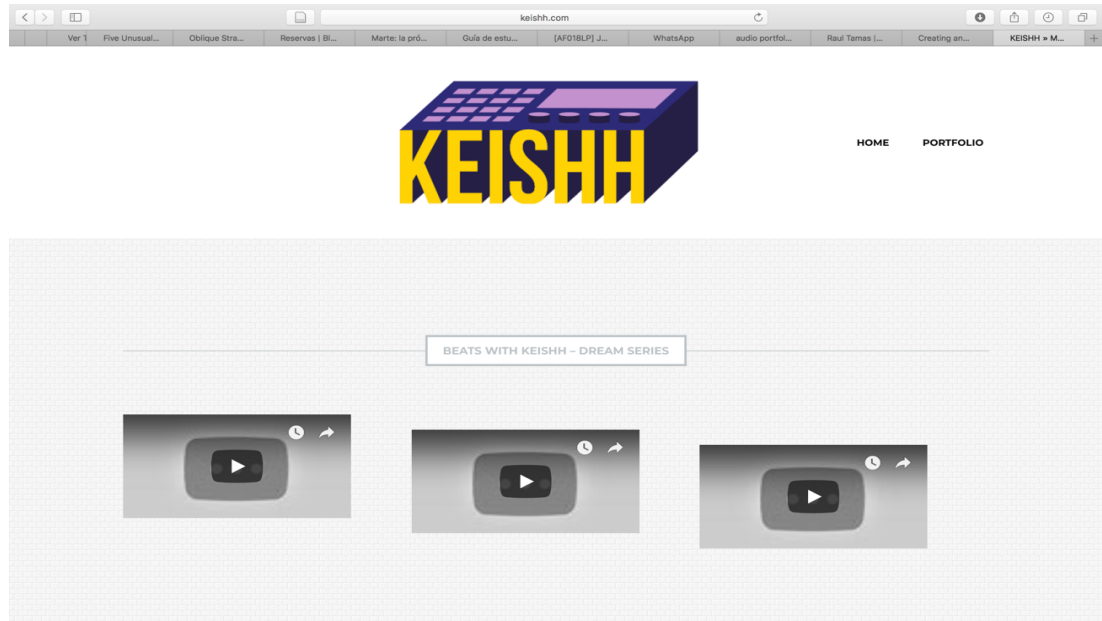 keishh.com
Ver 1
Five Unusual...
Oblique Stra...
Reservas | Bl...
Marte: la pró...
Guía de estu...
[AF018LP] J...
WhatsApp
audio portfol...
Raul Tamas |...
Creating an...
KEISHH » M...
KEISHH
HOME
PORTFOLIO
BEATS WITH KEISHH – DREAM SERIES